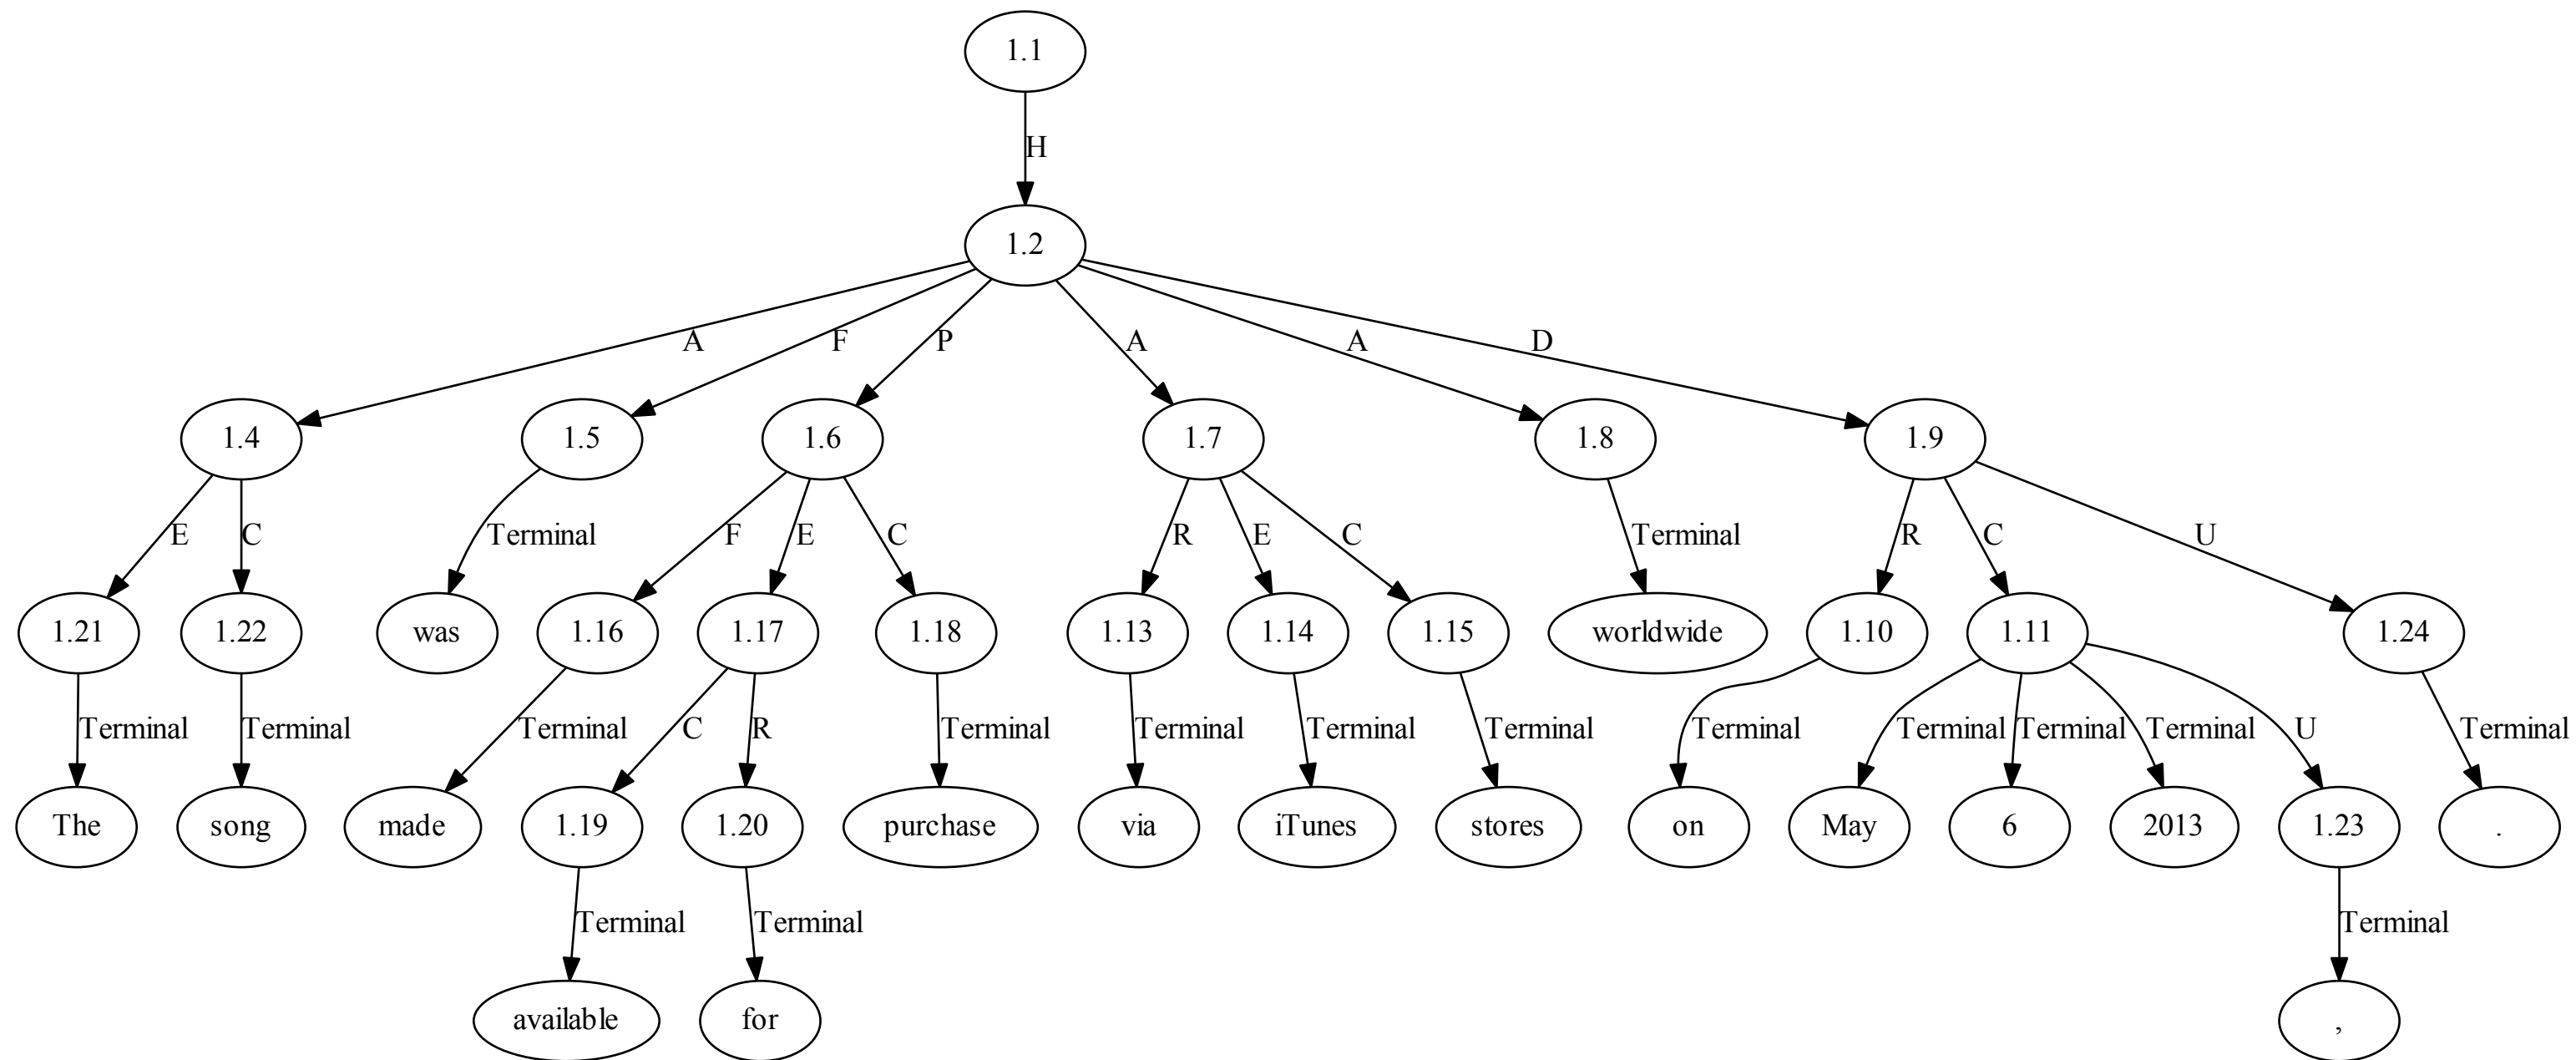 1.1
H
1.2
A F P A A D
1.4 1.5 1.6 1.7 1.8 1.9
E C Terminal F E C R E C Terminal R C U
1.21 1.22 was 1.16 1.17 1.18 1.13 1.14 1.15 worldwide 1.10 1.11 1.24
Terminal Terminal Terminal C R Terminal Terminal Terminal Terminal Terminal Terminal Terminal Terminal U Terminal
The song made 1.19 1.20 purchase via iTunes stores on May 6 2013 1.23 .
Terminal Terminal Terminal
available for ,